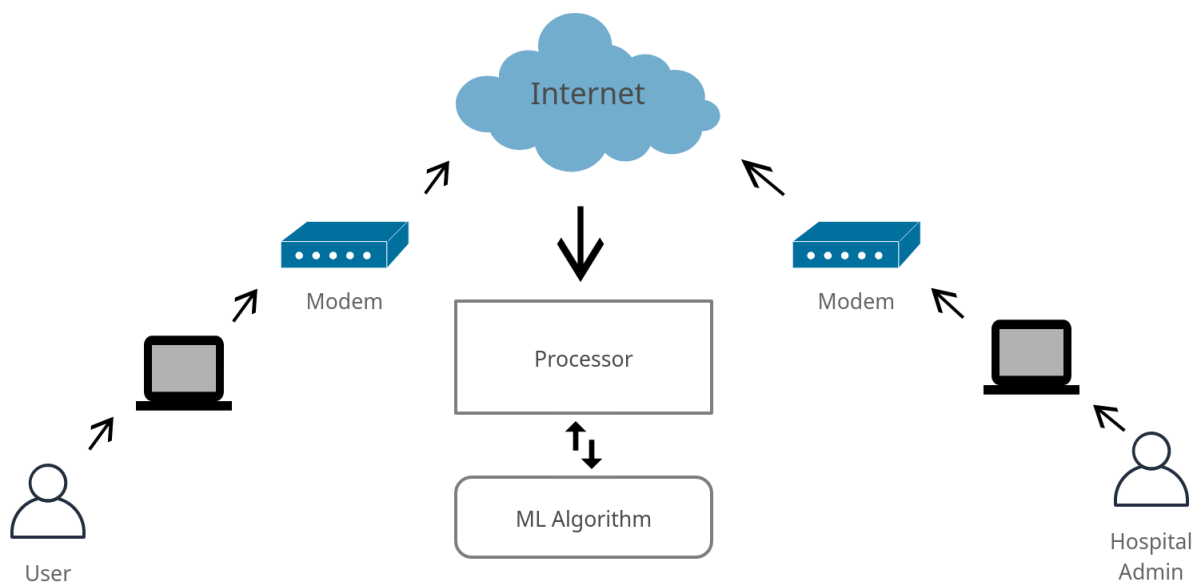 Internet
Modem
Modem
Processor
ML Algorithm
User
Hospital
Admin